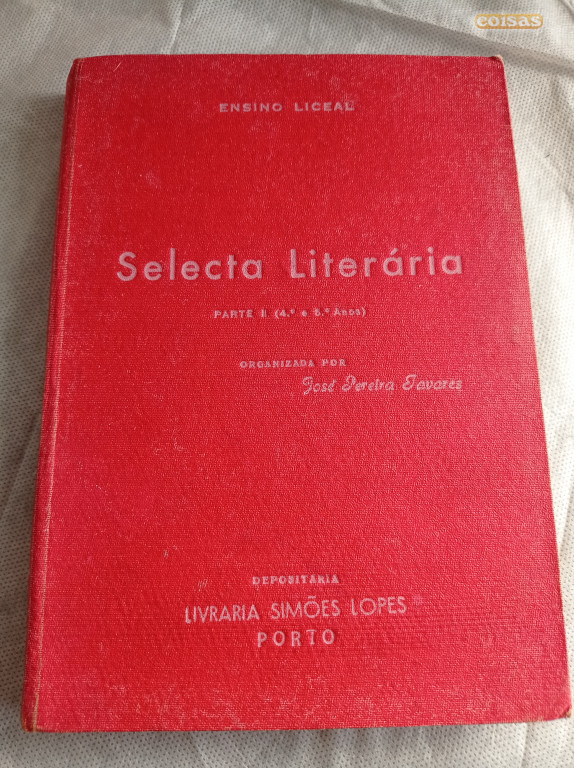 coisas
ENSINO LICEAL
Selecta Literária
PARTE II (4.º e 5.º Anos)
ORGANIZADA POR
José Pereira Tavares
DEPOSITÁRIA
LIVRARIA SIMÕES LOPES
PORTO